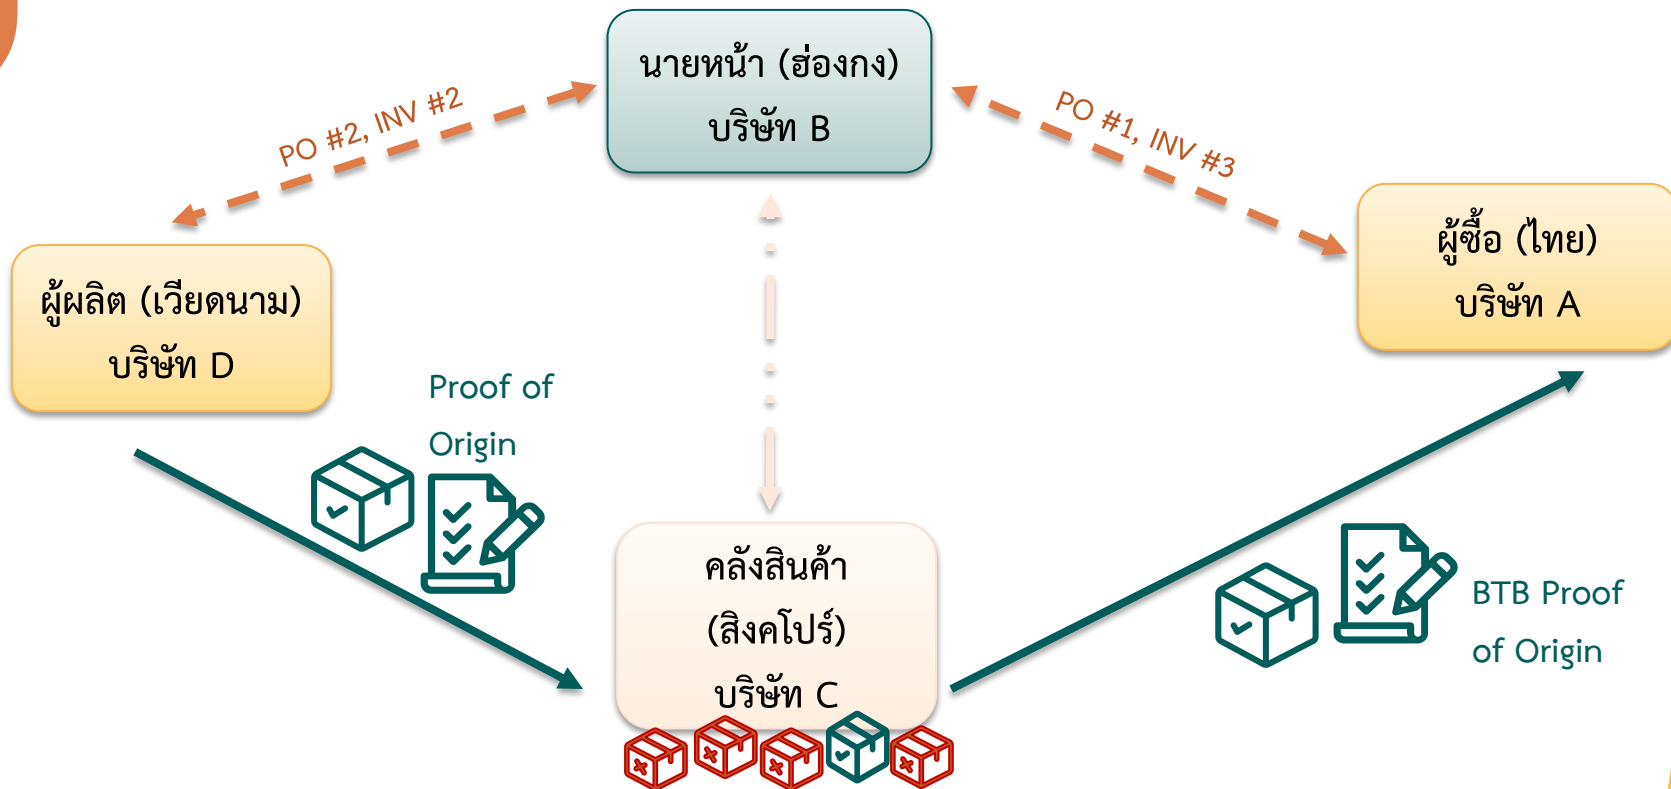 นายหน้า (ฮ่องกง)
บริษัท B
PO #2, INV #2
PO #1, INV #3
ผู้ซื้อ (ไทย)
บริษัท A
ผู้ผลิต (เวียดนาม)
บริษัท D
Proof of
Origin
คลังสินค้า
(สิงคโปร์)
บริษัท C
BTB Proof
of Origin